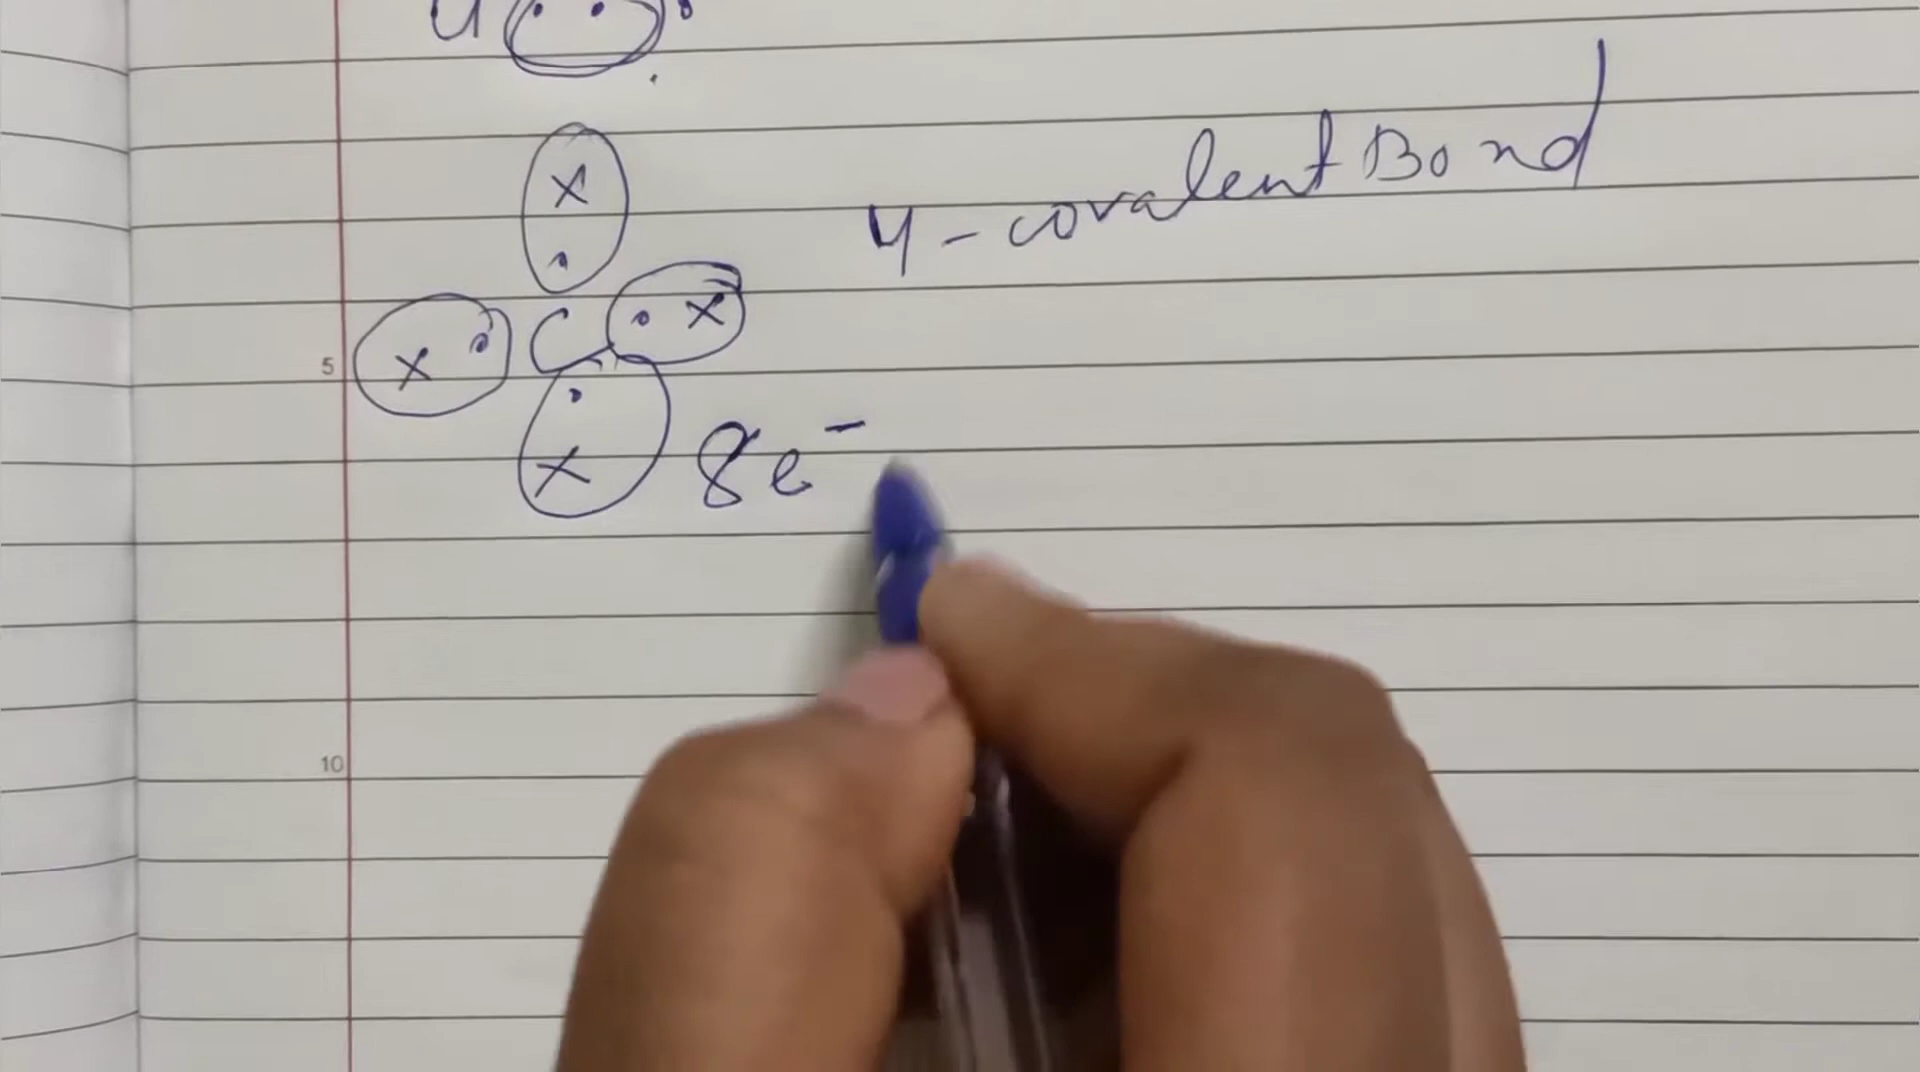 4 - covalent Bond
x
.
x . C . x
.
x 8e⁻
5
10